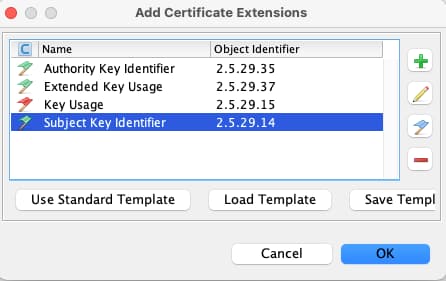 Add Certificate Extensions
C Name Object Identifier
Authority Key Identifier 2.5.29.35
Extended Key Usage 2.5.29.37
Key Usage 2.5.29.15
Subject Key Identifier 2.5.29.14
Use Standard Template Load Template Save Templ
Cancel OK